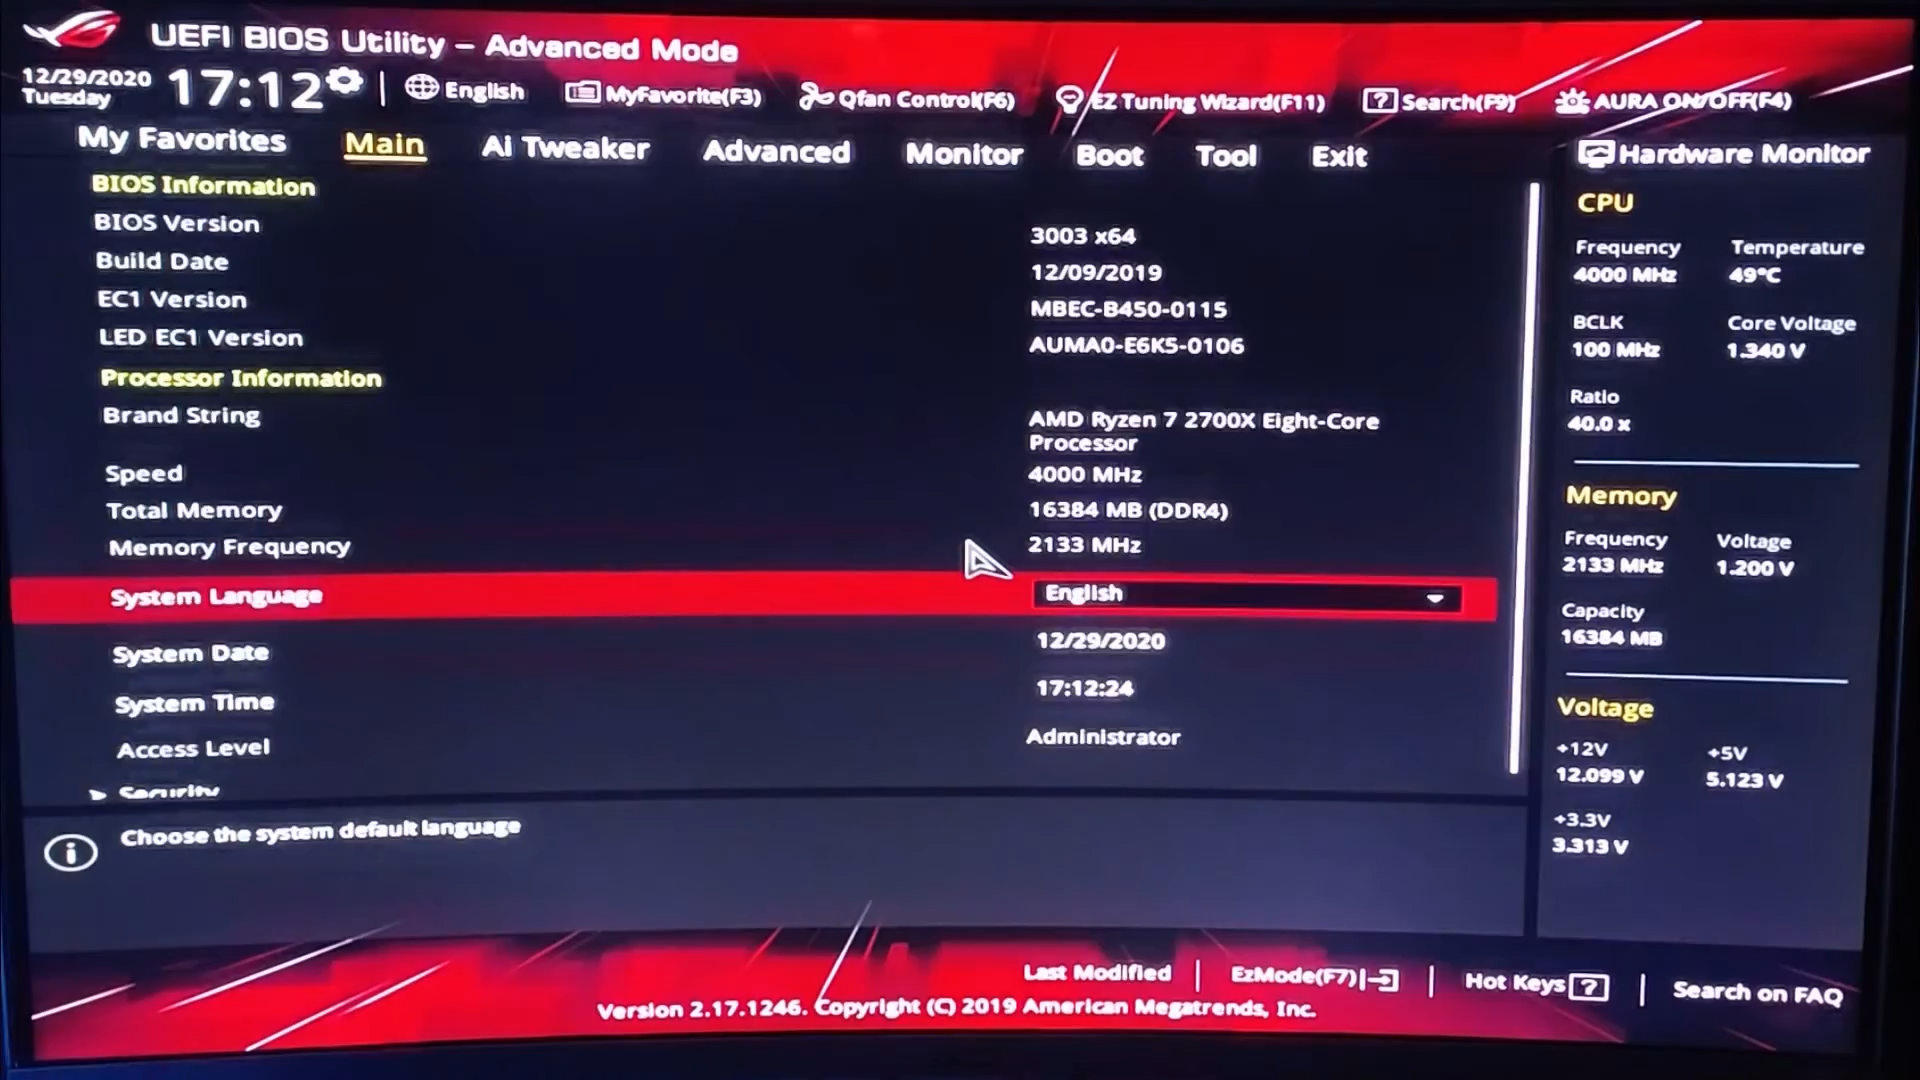 UEFI BIOS Utility – Advanced Mode
12/29/2020
Tuesday
17:12
English
MyFavorite(F3)
Qfan Control(F6)
EZ Tuning Wizard(F11)
Search(F9)
AURA ON/OFF(F4)
My Favorites
Main
Ai Tweaker
Advanced
Monitor
Boot
Tool
Exit
BIOS Information
BIOS Version
3003 x64
Build Date
12/09/2019
EC1 Version
MBEC-B450-0115
LED EC1 Version
AUMA0-E6K5-0106
Processor Information
Brand String
AMD Ryzen 7 2700X Eight-Core
Processor
Speed
4000 MHz
Total Memory
16384 MB (DDR4)
Memory Frequency
2133 MHz
System Language
English
System Date
12/29/2020
System Time
17:12:24
Access Level
Administrator
Security
Choose the system default language
Hardware Monitor
CPU
Frequency Temperature
4000 MHz 49°C
BCLK Core Voltage
100 MHz 1.340 V
Ratio
40.0 x
Memory
Frequency Voltage
2133 MHz 1.200 V
Capacity
16384 MB
Voltage
+12V +5V
12.099 V 5.123 V
+3.3V
3.313 V
Last Modified
EzMode(F7)
Hot Keys ?
Search on FAQ
Version 2.17.1246. Copyright (C) 2019 American Megatrends, Inc.